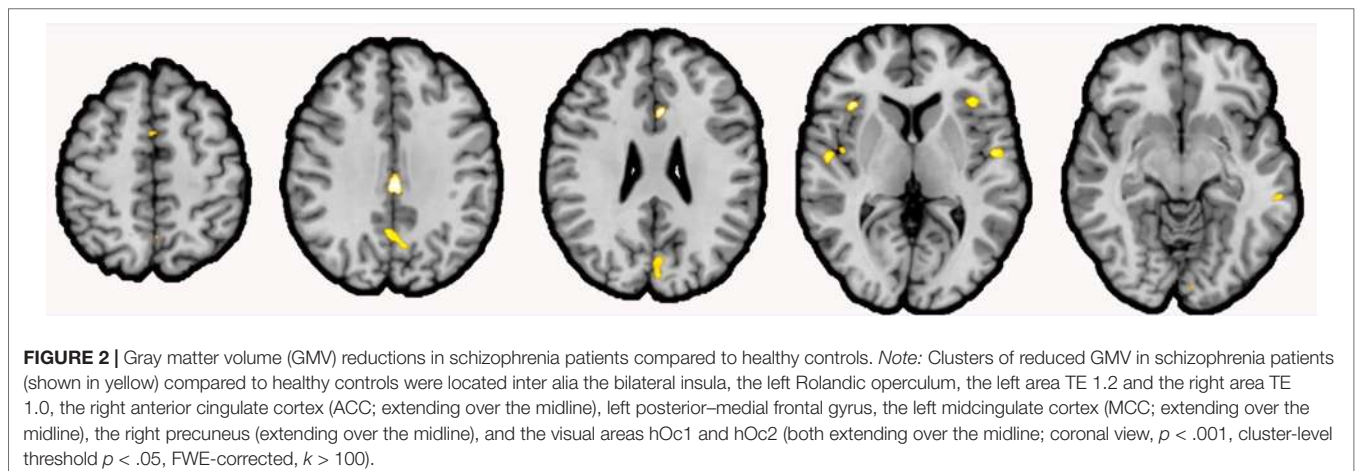 FIGURE 2 | Gray matter volume (GMV) reductions in schizophrenia patients compared to healthy controls. Note: Clusters of reduced GMV in schizophrenia patients
(shown in yellow) compared to healthy controls were located inter alia the bilateral insula, the left Rolandic operculum, the left area TE 1.2 and the right area TE
1.0, the right anterior cingulate cortex (ACC; extending over the midline), left posterior–medial frontal gyrus, the left midcingulate cortex (MCC; extending over the
midline), the right precuneus (extending over the midline), and the visual areas hOc1 and hOc2 (both extending over the midline; coronal view, p < .001, cluster-level
threshold p < .05, FWE-corrected, k > 100).